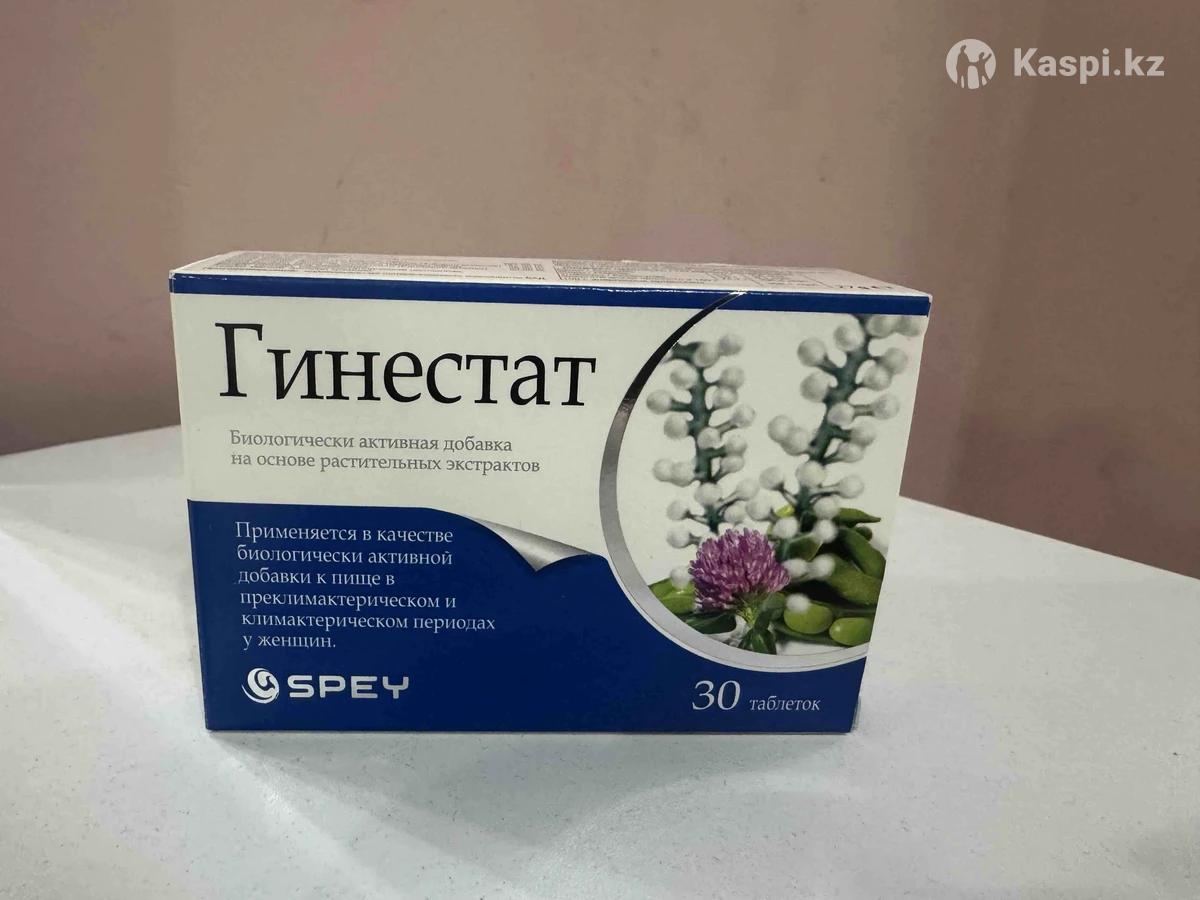 Kaspi.kz
Гинестат
Биологически активная добавка
на основе растительных экстрактов
Применяется в качестве
биологически активной
добавки к пище в
преклимактерическом и
климактерическом периодах
у женщин.
SPEY
30 таблеток